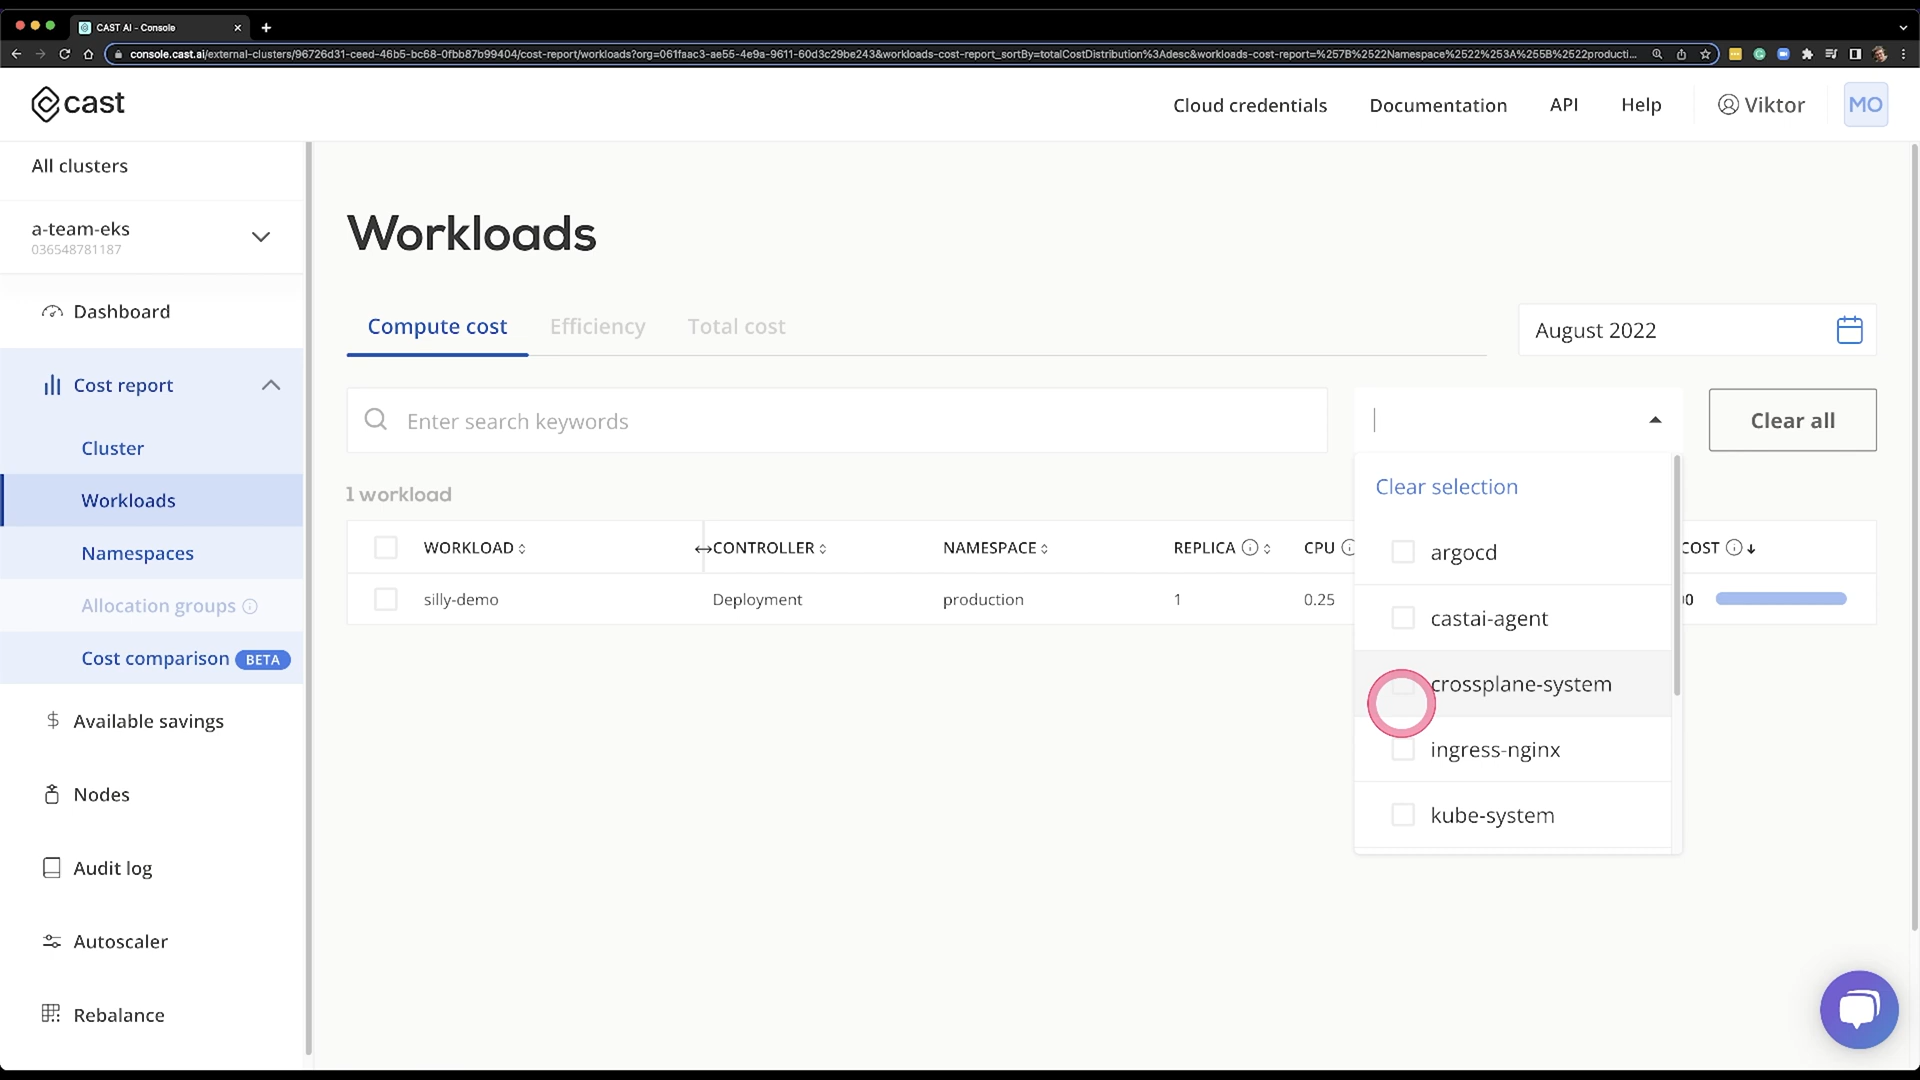 CAST AI - Console
console.cast.ai/external-clusters/96726d31-ceed-46b5-bc68-0fbb87b99404/cost-report/workloads?org=061faac3-ae55-4e9a-9611-60d3c29be243&workloads-cost-report_sortBy=totalCostDistribution%3Adesc&workloads-cost-report=%257B%2522Namespace%2522%253A%255B%2522producti...
cast
Cloud credentials
Documentation
API
Help
Viktor
MO
All clusters
a-team-eks
036548781187
Dashboard
Cost report
Cluster
Workloads
Namespaces
Allocation groups
Cost comparison BETA
Available savings
Nodes
Audit log
Autoscaler
Rebalance
Workloads
Compute cost
Efficiency
Total cost
August 2022
Enter search keywords
Clear all
1 workload
WORKLOAD CONTROLLER NAMESPACE REPLICA CPU COST
silly-demo Deployment production 1 0.25
Clear selection
argocd
castai-agent
crossplane-system
ingress-nginx
kube-system